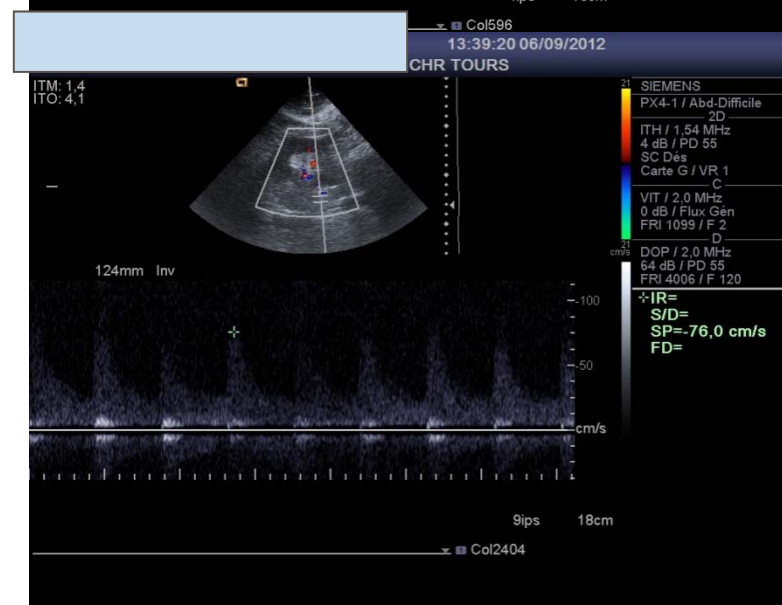 Col596
13:39:20 06/09/2012
CHR TOURS
ITM: 1,4
ITO: 4,1
21
SIEMENS
PX4-1 / Abd-Difficile
2D
ITH / 1,54 MHz
4 dB / PD 55
SC Dés
Carte G / VR 1
C
VIT / 2,0 MHz
0 dB / Flux Gén
FRI 1099 / F 2
D
21
cm/s
DOP / 2,0 MHz
64 dB / PD 55
FRI 4006 / F 120
124mm Inv
-100
-50
cm/s
IR=
S/D=
SP=-76,0 cm/s
FD=
9ips 18cm
Col2404